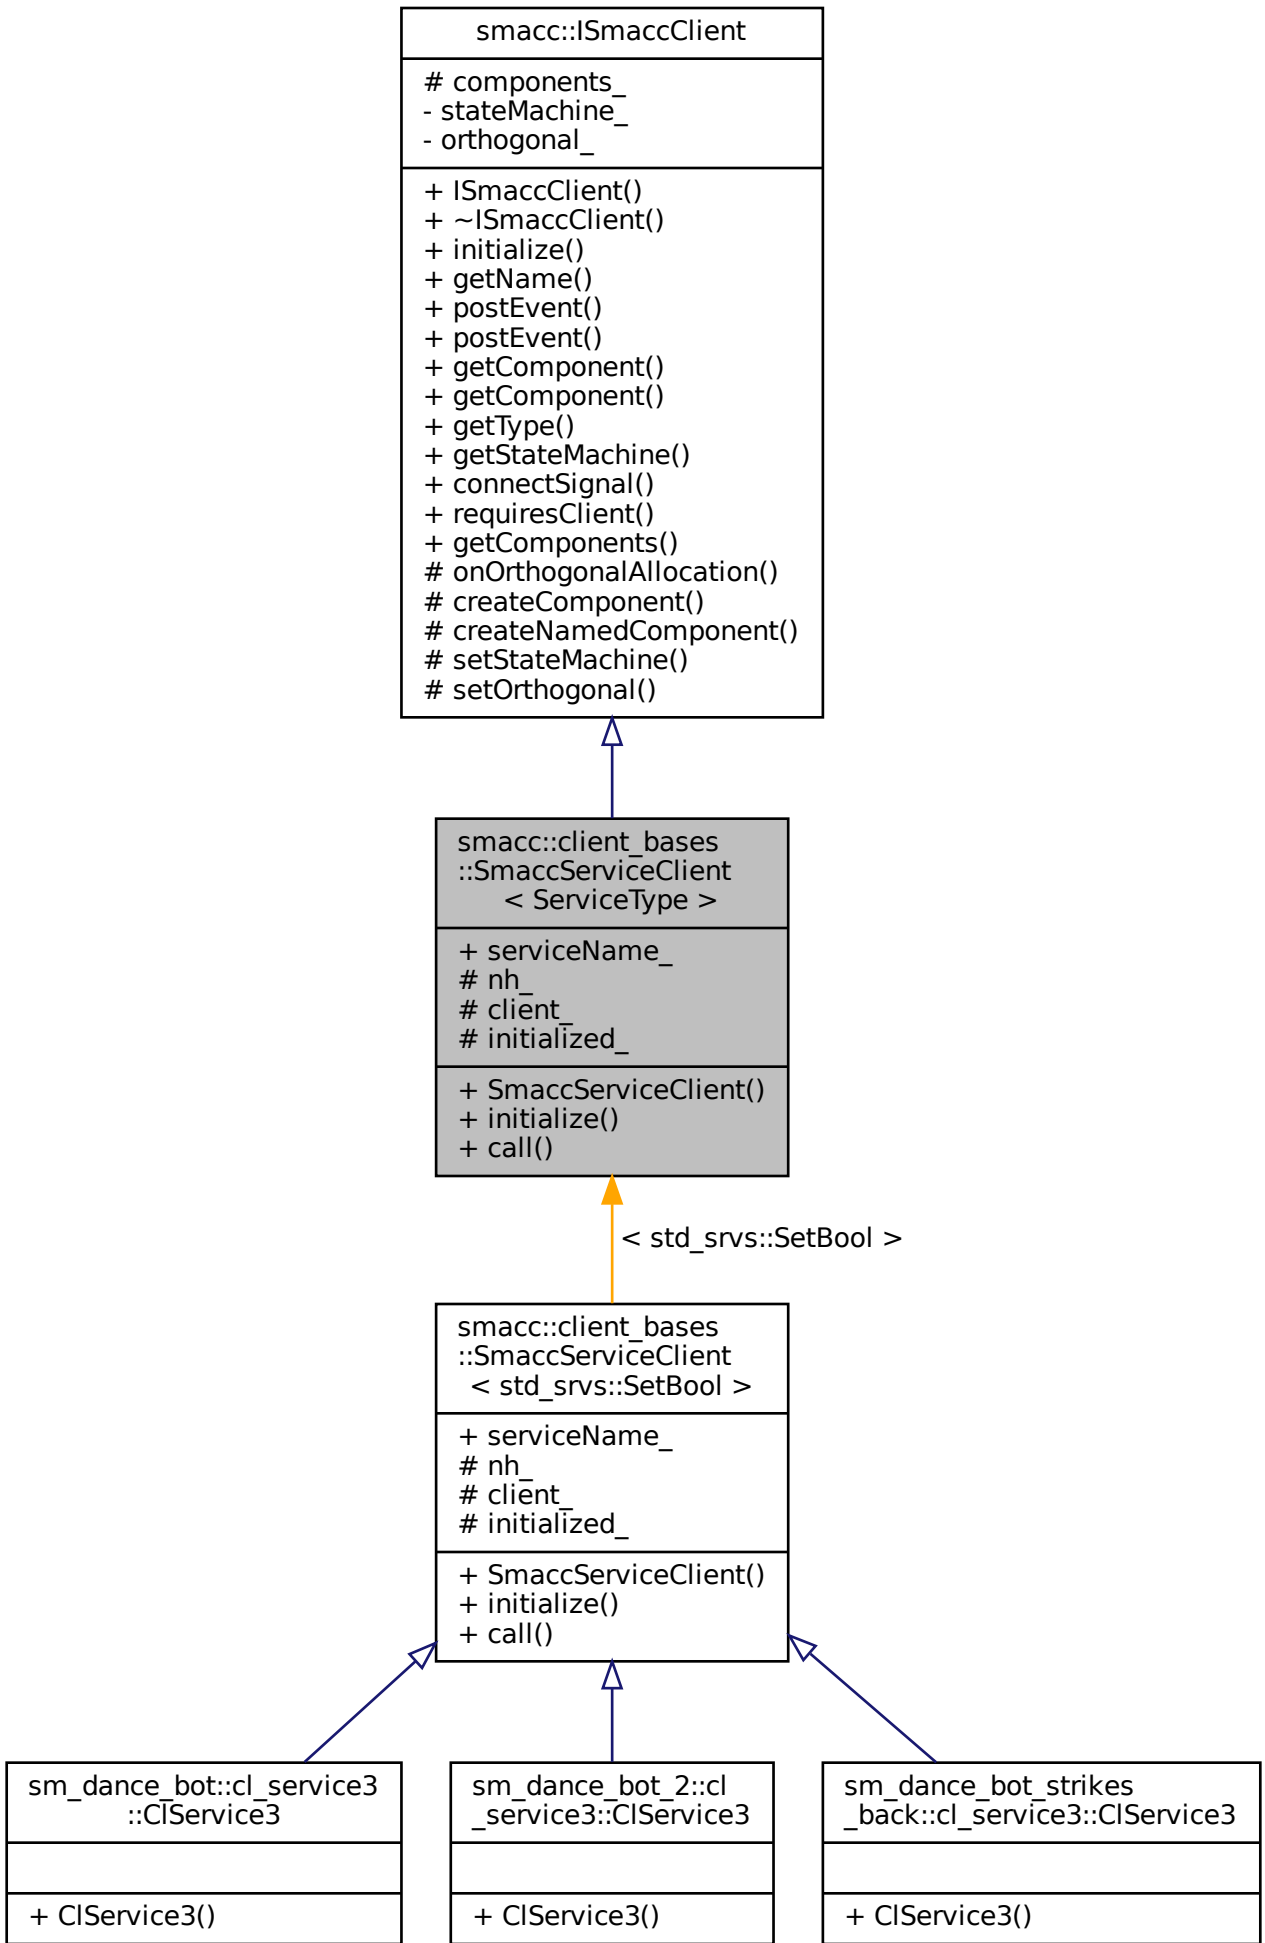 smacc::ISmaccClient
# components_
- stateMachine_
- orthogonal_
+ ISmaccClient()
+ ~ISmaccClient()
+ initialize()
+ getName()
+ postEvent()
+ postEvent()
+ getComponent()
+ getComponent()
+ getType()
+ getStateMachine()
+ connectSignal()
+ requiresClient()
+ getComponents()
# onOrthogonalAllocation()
# createComponent()
# createNamedComponent()
# setStateMachine()
# setOrthogonal()
smacc::client_bases
::SmaccServiceClient
< ServiceType >
+ serviceName_
# nh_
# client_
# initialized_
+ SmaccServiceClient()
+ initialize()
+ call()
< std_srvs::SetBool >
smacc::client_bases
::SmaccServiceClient
< std_srvs::SetBool >
+ serviceName_
# nh_
# client_
# initialized_
+ SmaccServiceClient()
+ initialize()
+ call()
sm_dance_bot::cl_service3
::ClService3
+ ClService3()
sm_dance_bot_2::cl
_service3::ClService3
+ ClService3()
sm_dance_bot_strikes
_back::cl_service3::ClService3
+ ClService3()